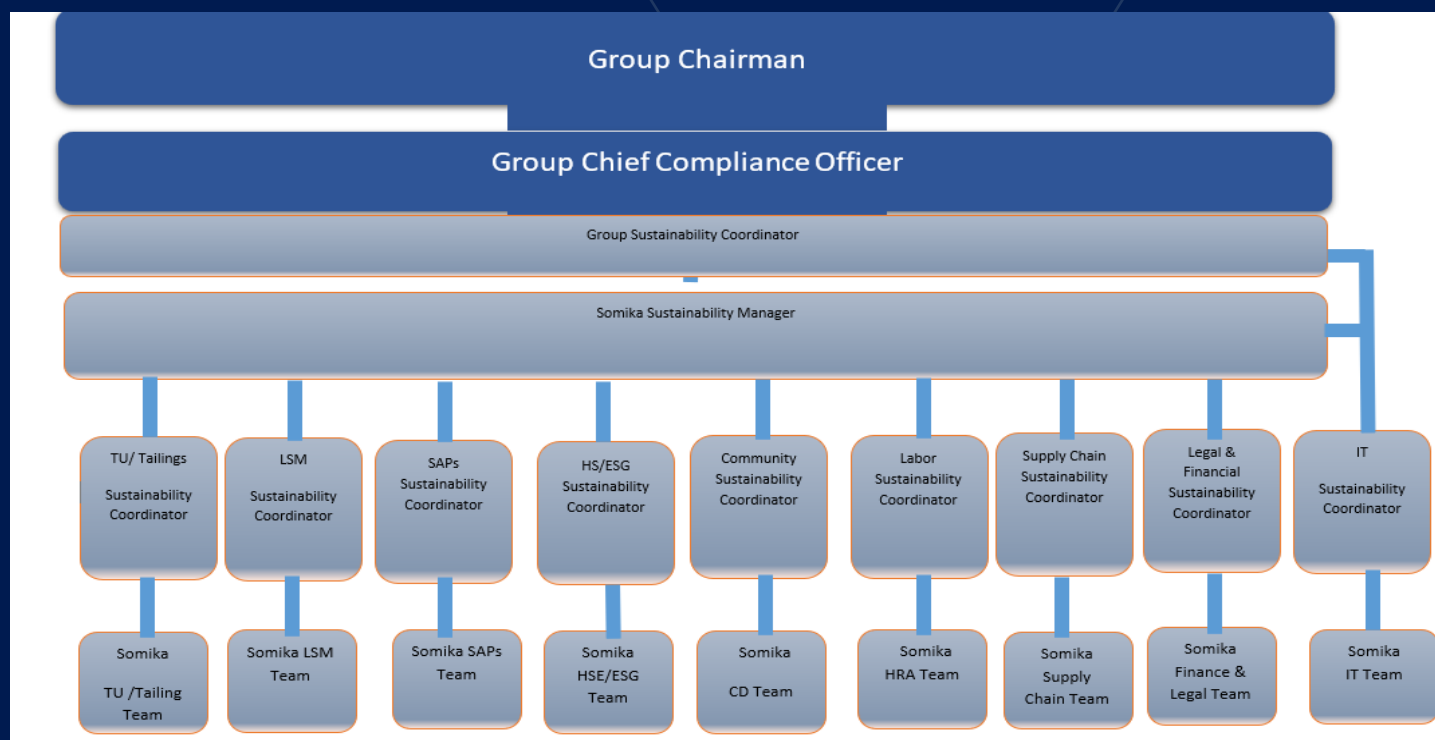 Group Chairman
Group Chief Compliance Officer
Group Sustainability Coordinator
Somika Sustainability Manager
TU/ Tailings
Sustainability
Coordinator
LSM
Sustainability
Coordinator
SAPs
Sustainability
Coordinator
HS/ESG
Sustainability
Coordinator
Community
Sustainability
Coordinator
Labor
Sustainability
Coordinator
Supply Chain
Sustainability
Coordinator
Legal &
Financial
Sustainability
Coordinator
IT
Sustainability
Coordinator
Somika
TU /Tailing
Team
Somika LSM
Team
Somika SAPs
Team
Somika
HSE/ESG
Team
Somika
CD Team
Somika
HRA Team
Somika
Supply
Chain Team
Somika
Finance &
Legal Team
Somika
IT Team